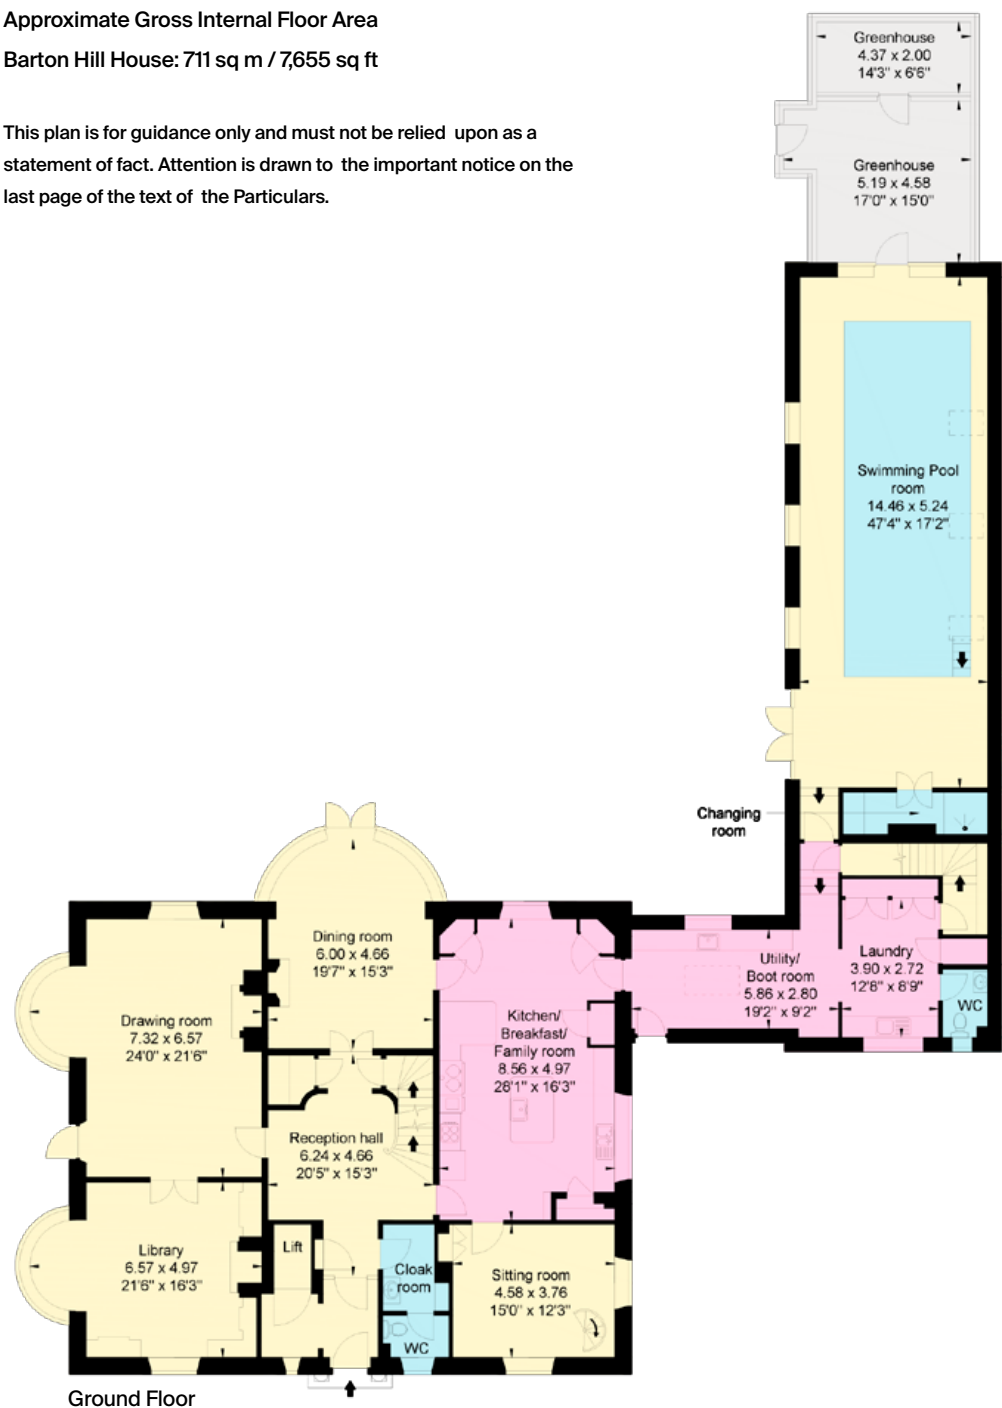 Approximate Gross Internal Floor Area
Barton Hill House: 711 sq m / 7,655 sq ft
This plan is for guidance only and must not be relied upon as a
statement of fact. Attention is drawn to the important notice on the
last page of the text of the Particulars.
Greenhouse
4.37 x 2.00
14'3" x 6'6"
Greenhouse
5.19 x 4.58
17'0" x 15'0"
Swimming Pool
room
14.46 x 5.24
47'4" x 17'2"
Changing
room
Dining room
6.00 x 4.66
19'7" x 15'3"
Drawing room
7.32 x 6.57
24'0" x 21'6"
Kitchen/
Breakfast/
Family room
8.56 x 4.97
28'1" x 16'3"
Utility/
Boot room
5.86 x 2.80
19'2" x 9'2"
Laundry
3.90 x 2.72
12'8" x 8'9"
WC
Reception hall
6.24 x 4.66
20'5" x 15'3"
Library
6.57 x 4.97
21'6" x 16'3"
Lift
Cloak
room
WC
Sitting room
4.58 x 3.76
15'0" x 12'3"
Ground Floor